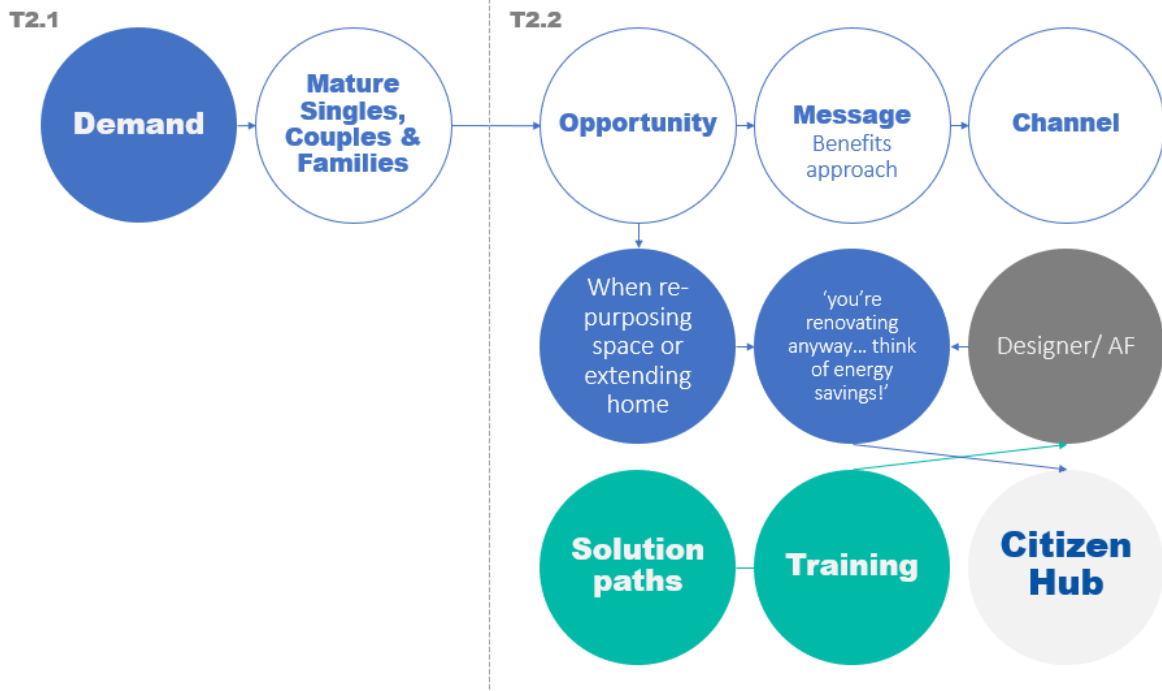 T2.1
T2.2
Demand
Mature
Singles,
Couples &
Families
Opportunity
Message
Benefits
approach
Channel
When re-
purposing
space or
extending
home
‘you’re
renovating
anyway... think
of energy
savings!’
Designer/ AF
Solution
paths
Training
Citizen
Hub